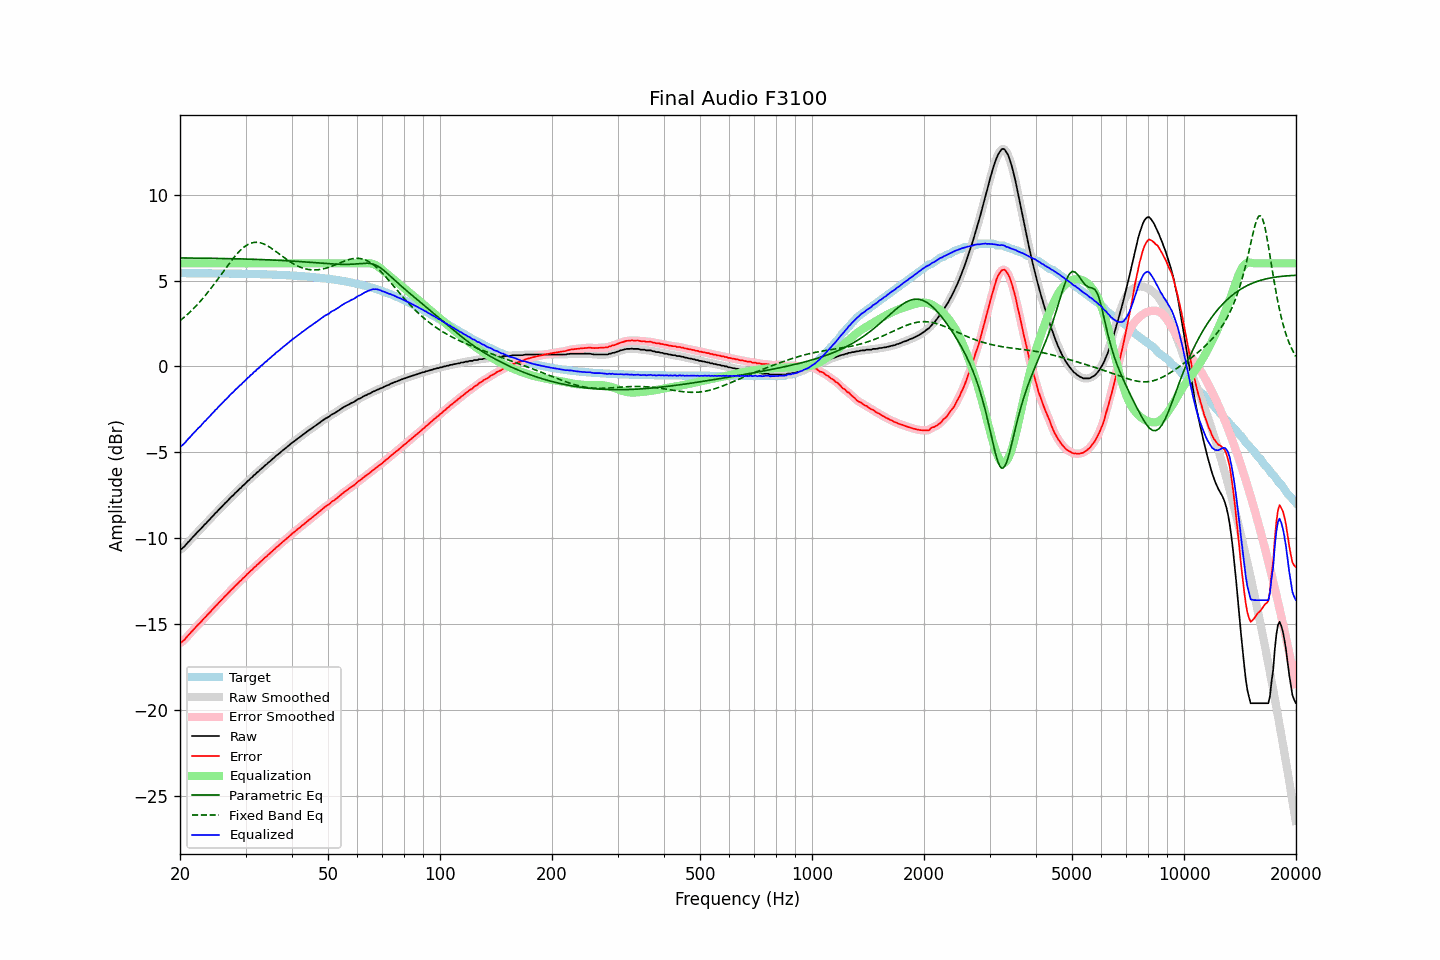 Final Audio F3100
10
5
0
−5
−10
−15
−20
−25
Amplitude (dBr)
Target
Raw Smoothed
Error Smoothed
Raw
Error
Equalization
Parametric Eq
Fixed Band Eq
Equalized
20 50 100 200 500 1000 2000 5000 10000 20000
Frequency (Hz)